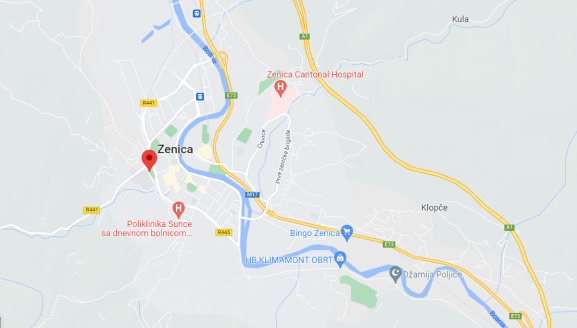 Kula
A1
Bosna
Zenica Cantonal Hospital
H
E73
R441
Crkvice
Prve zeničke brigade
Zenica
M17
Klopče
H
R441
Poliklinika Sunce
sa dnevnom bolnicom...
R445
A1
Bingo Zenica
E73
HB KLIMAMONT OBRT
Džamija Poljice
Bosna